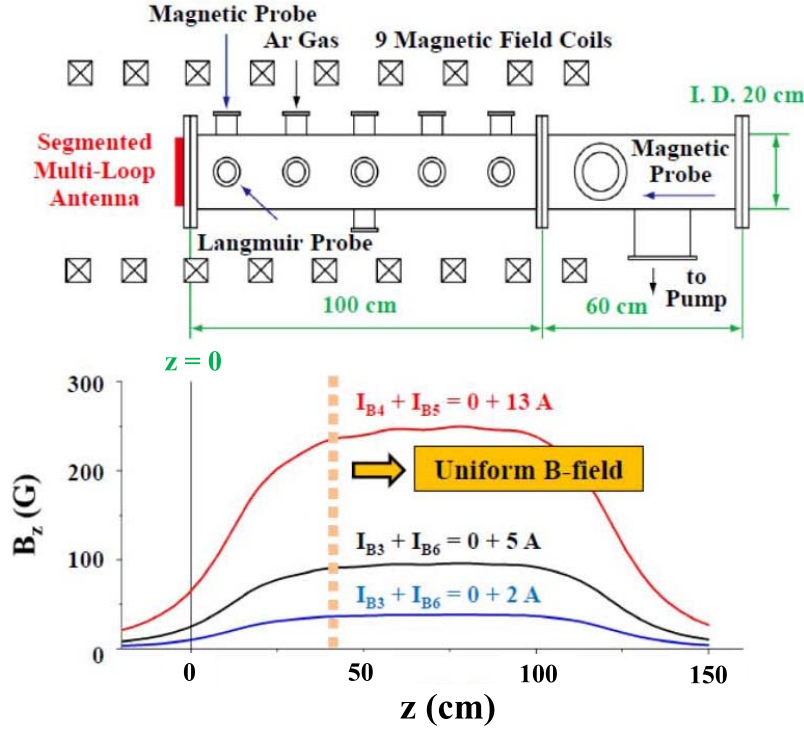 Magnetic Probe
Ar Gas
9 Magnetic Field Coils
I. D. 20 cm
Segmented
Multi-Loop
Antenna
Magnetic
Probe
Langmuir Probe
to
Pump
100 cm
60 cm
z = 0
300
200
100
0
B_z (G)
I_B4 + I_B5 = 0 + 13 A
Uniform B-field
I_B3 + I_B6 = 0 + 5 A
I_B3 + I_B6 = 0 + 2 A
0
50
100
150
z (cm)